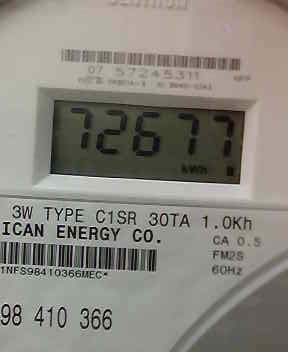 CENTRON
07 57245311
72677
kWh
3W TYPE C1SR 30TA 1.0Kh
ICAN ENERGY CO.
CA 0.5
FM2S
60Hz
1NFS98410366MEC*
98 410 366